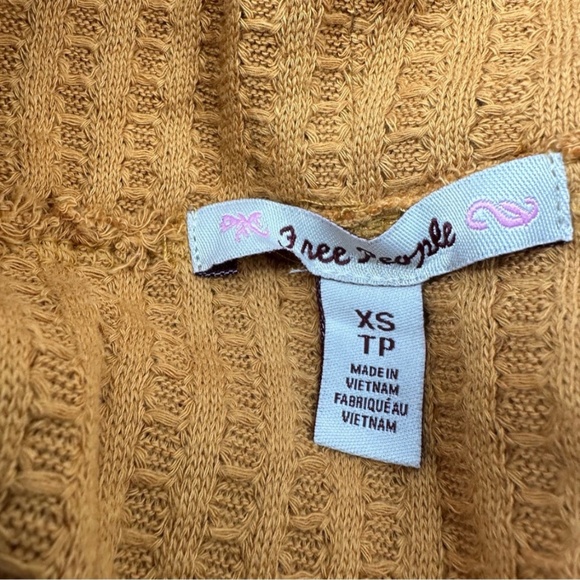 Free People
XS
TP
MADE IN
VIETNAM
FABRIQUÉ AU
VIETNAM